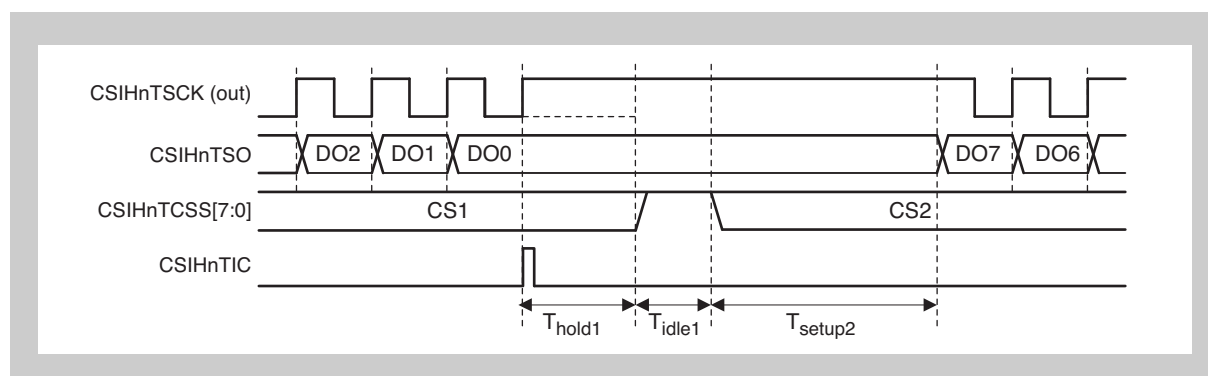 CSIHnTSCK (out)
CSIHnTSO DO2 DO1 DO0 DO7 DO6
CSIHnTCSS[7:0] CS1 CS2
CSIHnTIC
Thold1 Tidle1 Tsetup2